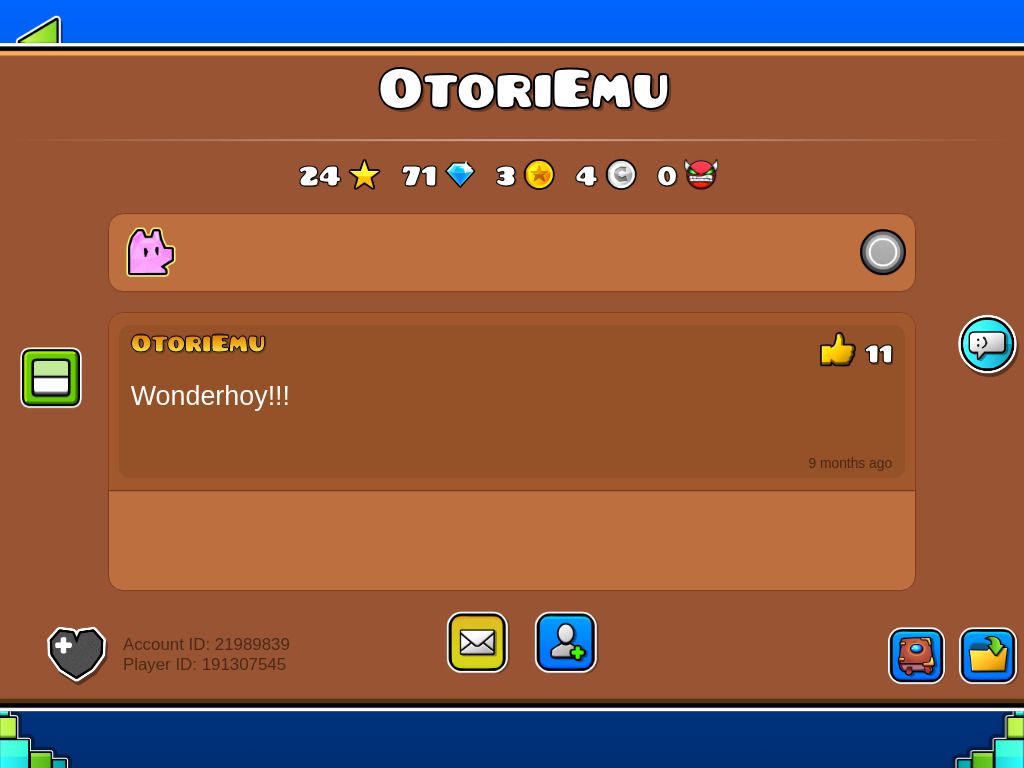 OtoriEmu
24 71 3 4 0
OtoriEmu
11
Wonderhoy!!!
9 months ago
Account ID: 21989839
Player ID: 191307545